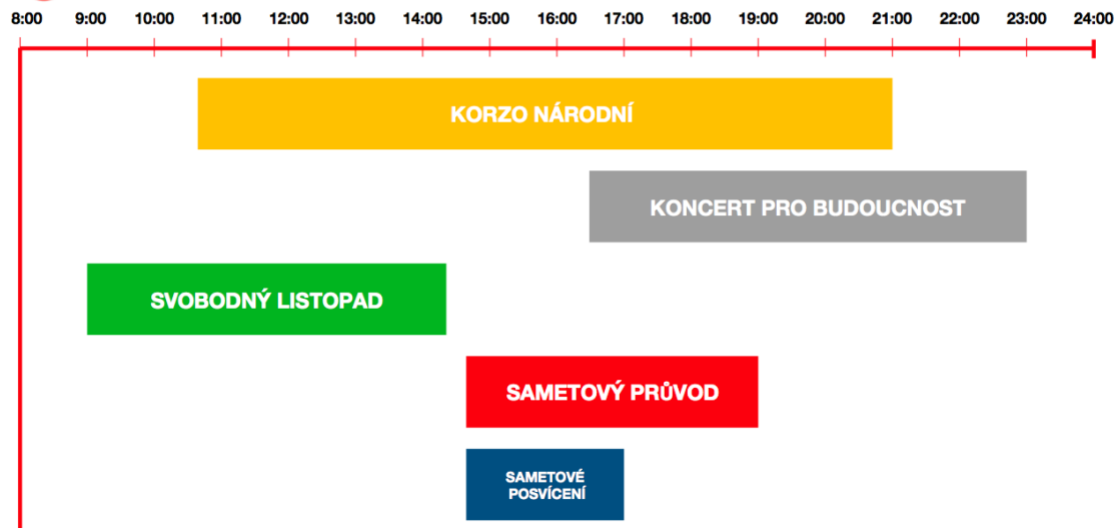 8:00 9:00 10:00 11:00 12:00 13:00 14:00 15:00 16:00 17:00 18:00 19:00 20:00 21:00 22:00 23:00 24:00
KORZO NÁRODNÍ
KONCERT PRO BUDOUCNOST
SVOBODNÝ LISTOPAD
SAMETOVÝ PRŮVOD
SAMETOVÉ
POSVÍCENÍ